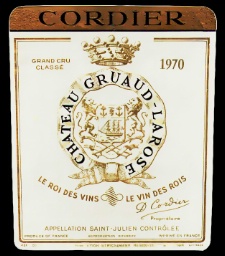 CORDIER
GRAND CRU
CLASSÉ
1970
CHATEAU GRUAUD-LAROSE
LE ROI DES VINS
LE VIN DES ROIS
D. Cordier
Propriétaire
APPELLATION SAINT-JULIEN CONTRÔLÉE